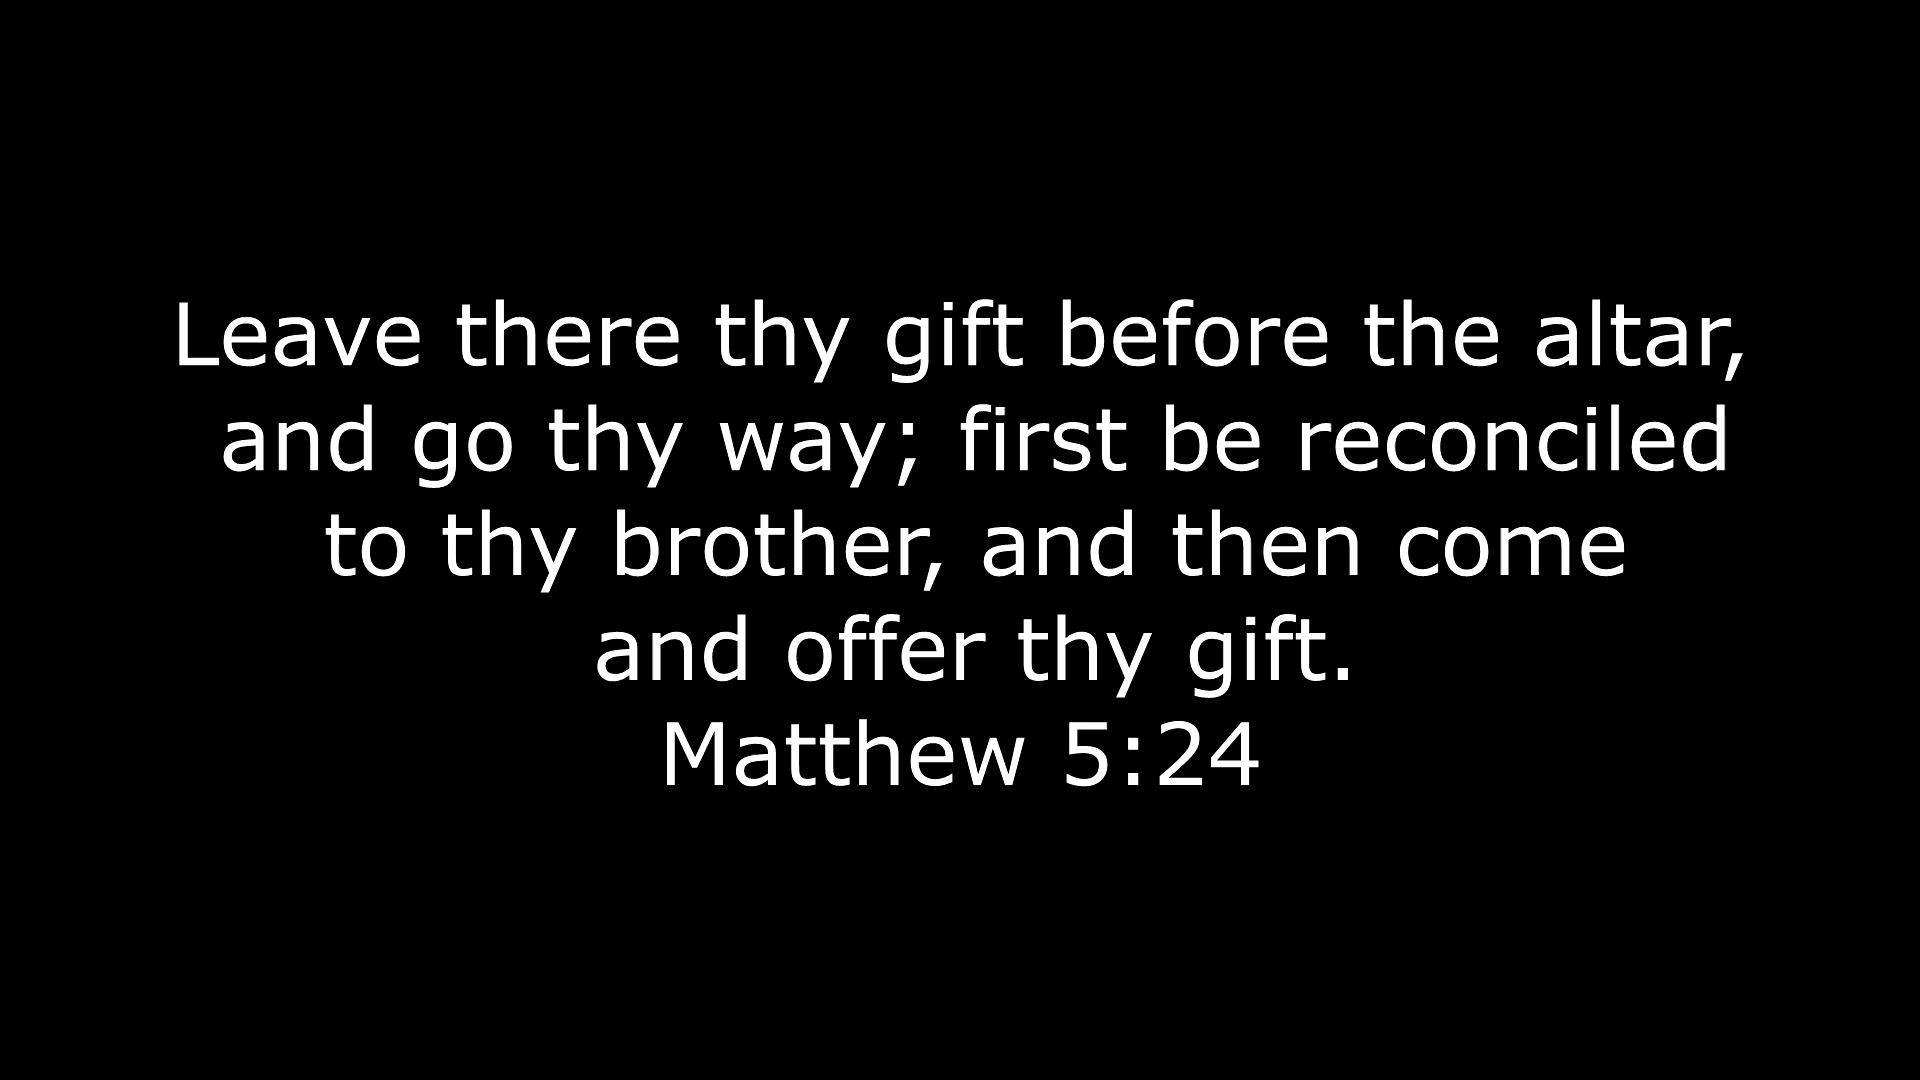 Leave there thy gift before the altar,
and go thy way; first be reconciled
to thy brother, and then come
and offer thy gift.
Matthew 5:24